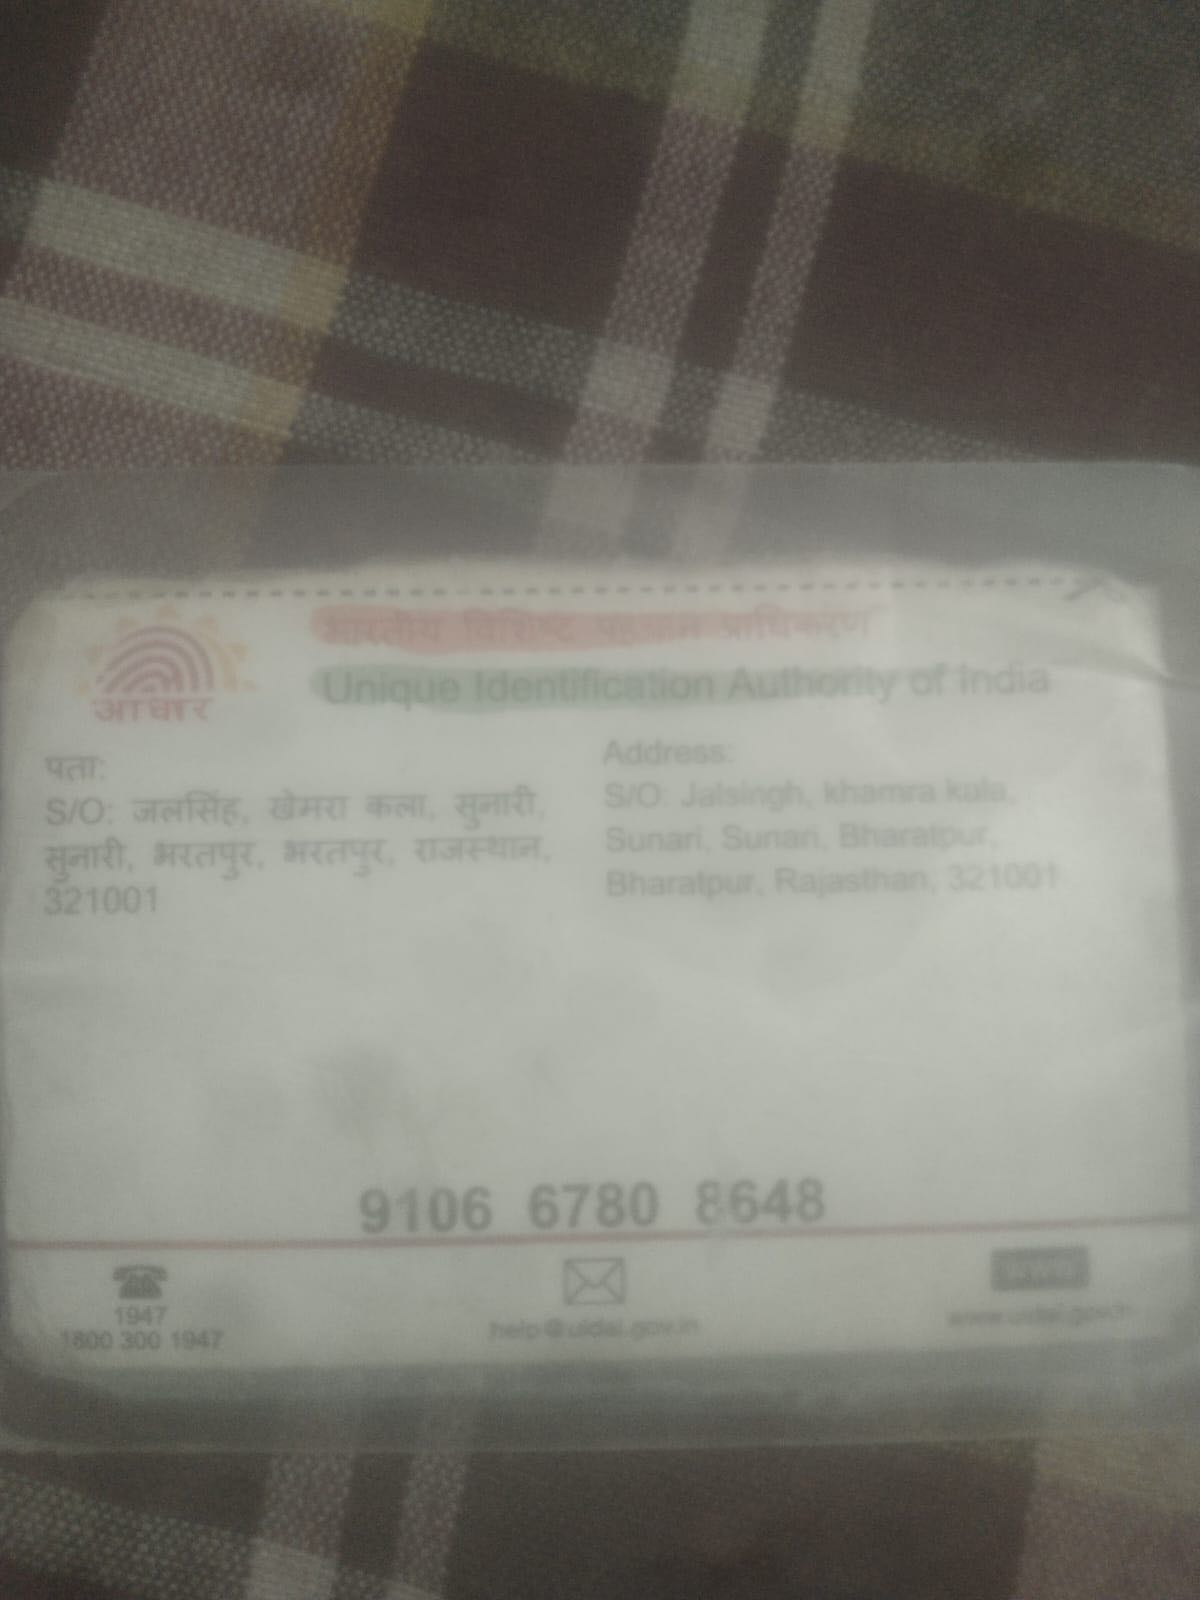 भारतीय विशिष्ट पहचान प्राधिकरण
Unique Identification Authority of India
आधार
पता:
S/O: जलसिंह, खेमरा कला, सुनारी,
सुनारी, भरतपुर, भरतपुर, राजस्थान,
321001
Address:
S/O: Jalsingh, khamra kala,
Sunari, Sunari, Bharatpur,
Bharatpur, Rajasthan, 321001
9106 6780 8648
1947
1800 300 1947
help@uidai.gov.in
www.uidai.gov.in